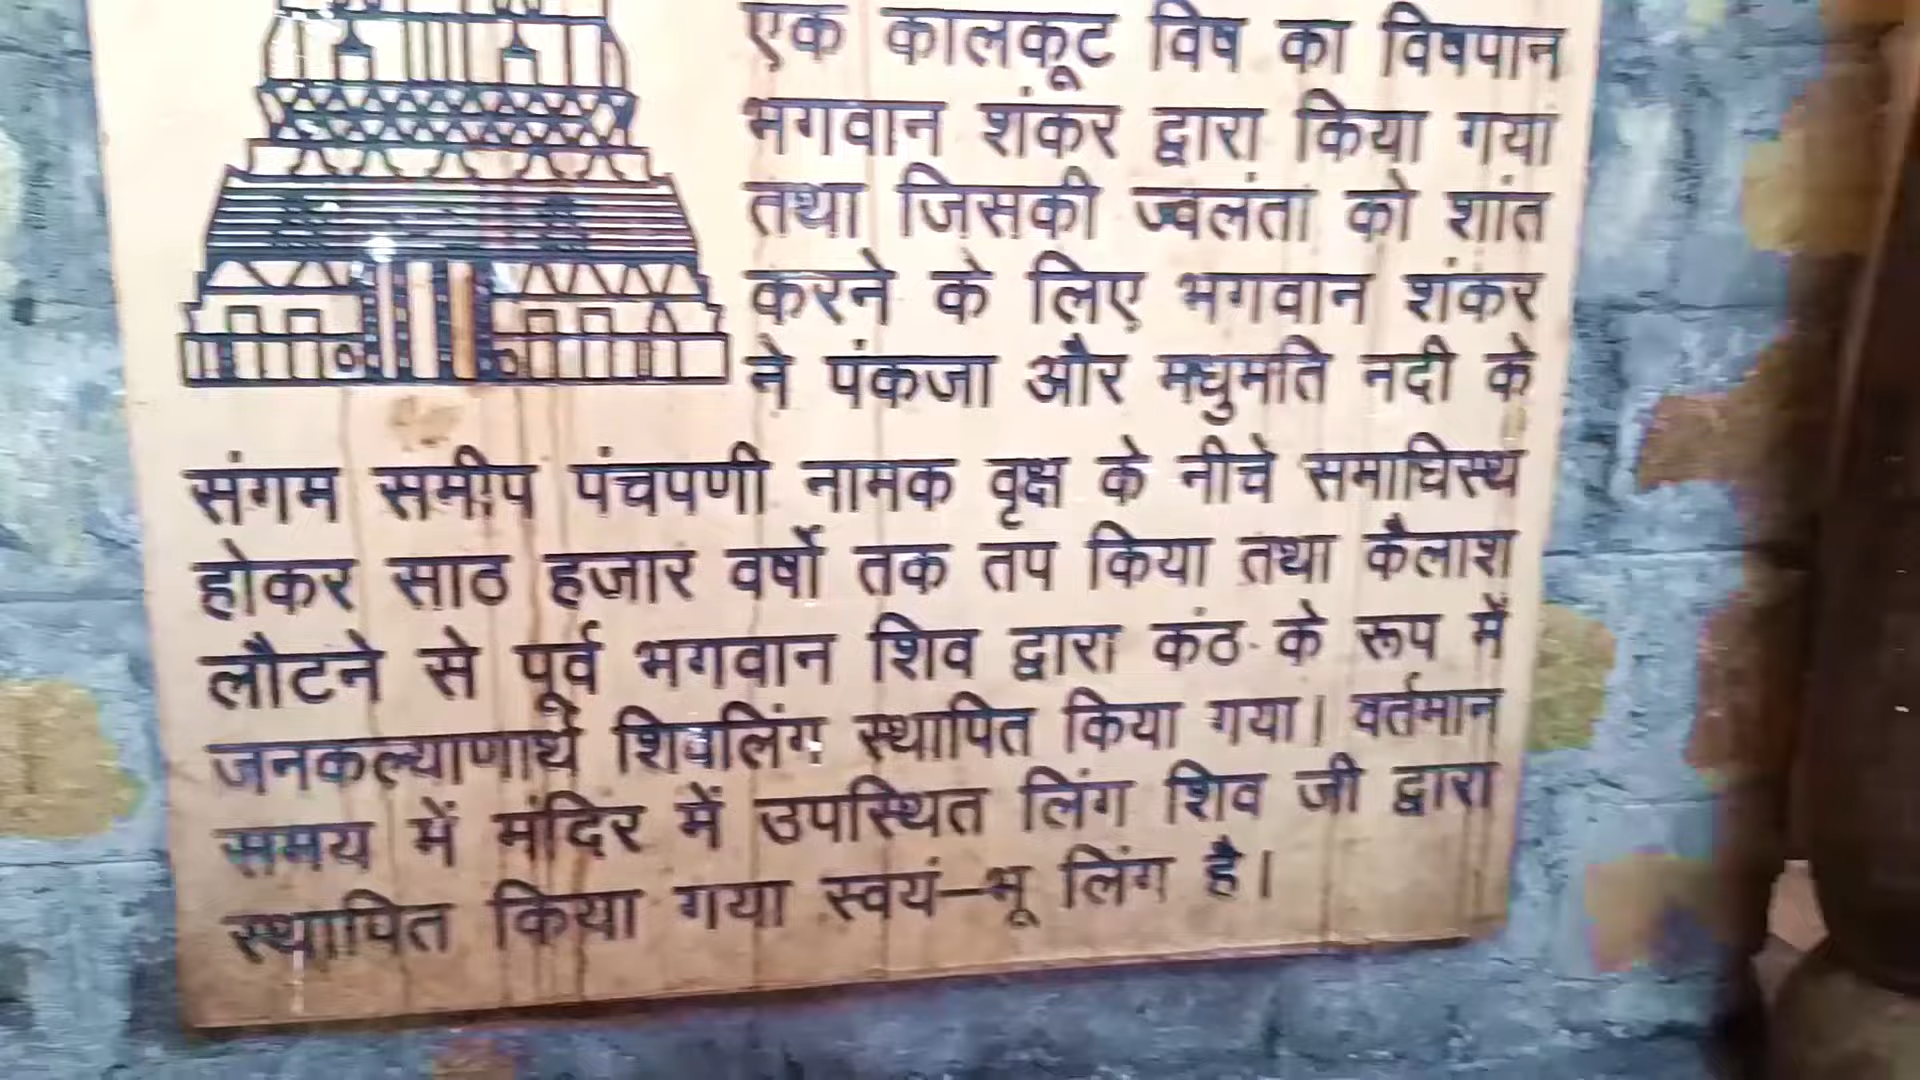 एक कालकूट विष का विषपान
भगवान शंकर द्वारा किया गया
तथा जिसकी ज्वलंता को शांत
करने के लिए भगवान शंकर
ने पंकजा और मधुमति नदी के
संगम समीप पंचपणी नामक वृक्ष के नीचे समाधिस्थ
होकर साठ हजार वर्षो तक तप किया तथा कैलाश
लौटने से पूर्व भगवान शिव द्वारा कंठ के रूप में
जनकल्याणार्थ शिवलिंग स्थापित किया गया। वर्तमान
समय में मंदिर में उपस्थित लिंग शिव जी द्वारा
स्थापित किया गया स्वयं–भू लिंग है।